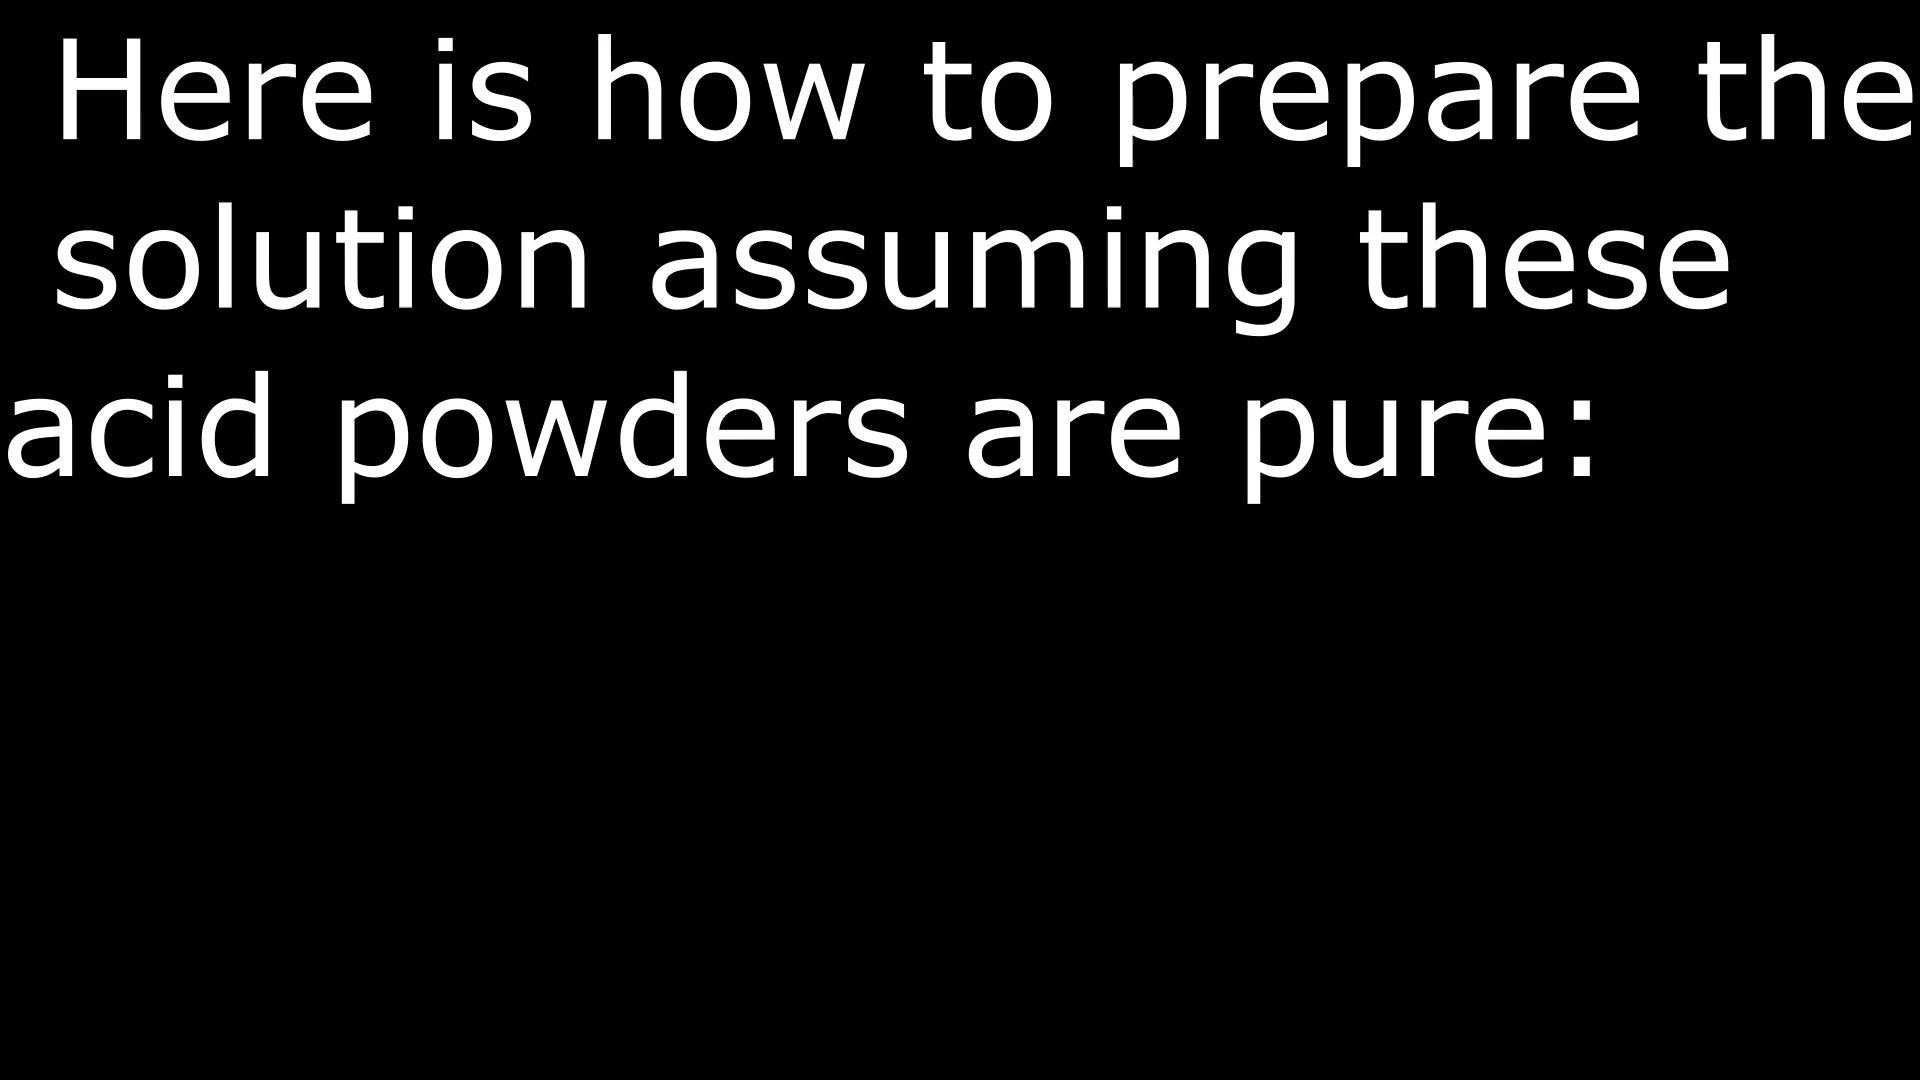 Here is how to prepare the
solution assuming these
acid powders are pure: